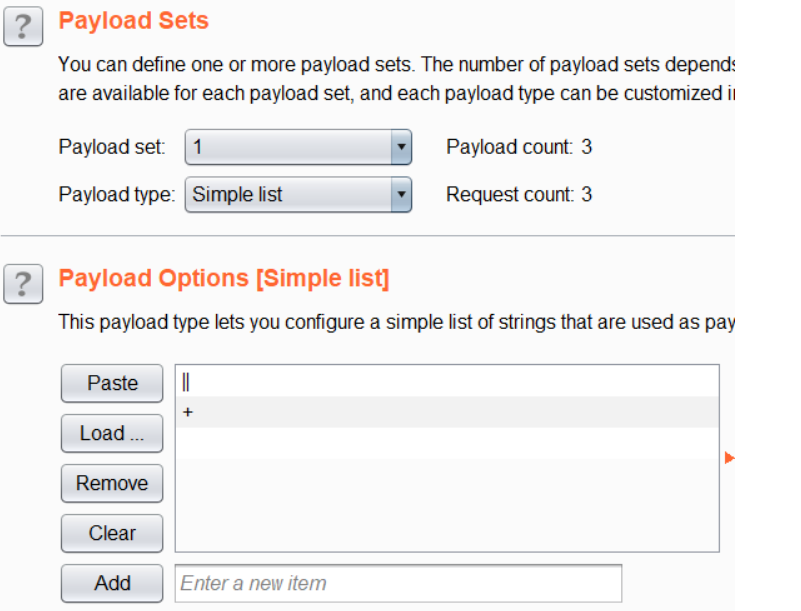 ?
Payload Sets
You can define one or more payload sets. The number of payload sets depends
are available for each payload set, and each payload type can be customized i
Payload set: 1 Payload count: 3
Payload type: Simple list Request count: 3
?
Payload Options [Simple list]
This payload type lets you configure a simple list of strings that are used as pay
Paste
||
+
Load ...
Remove
Clear
Add Enter a new item